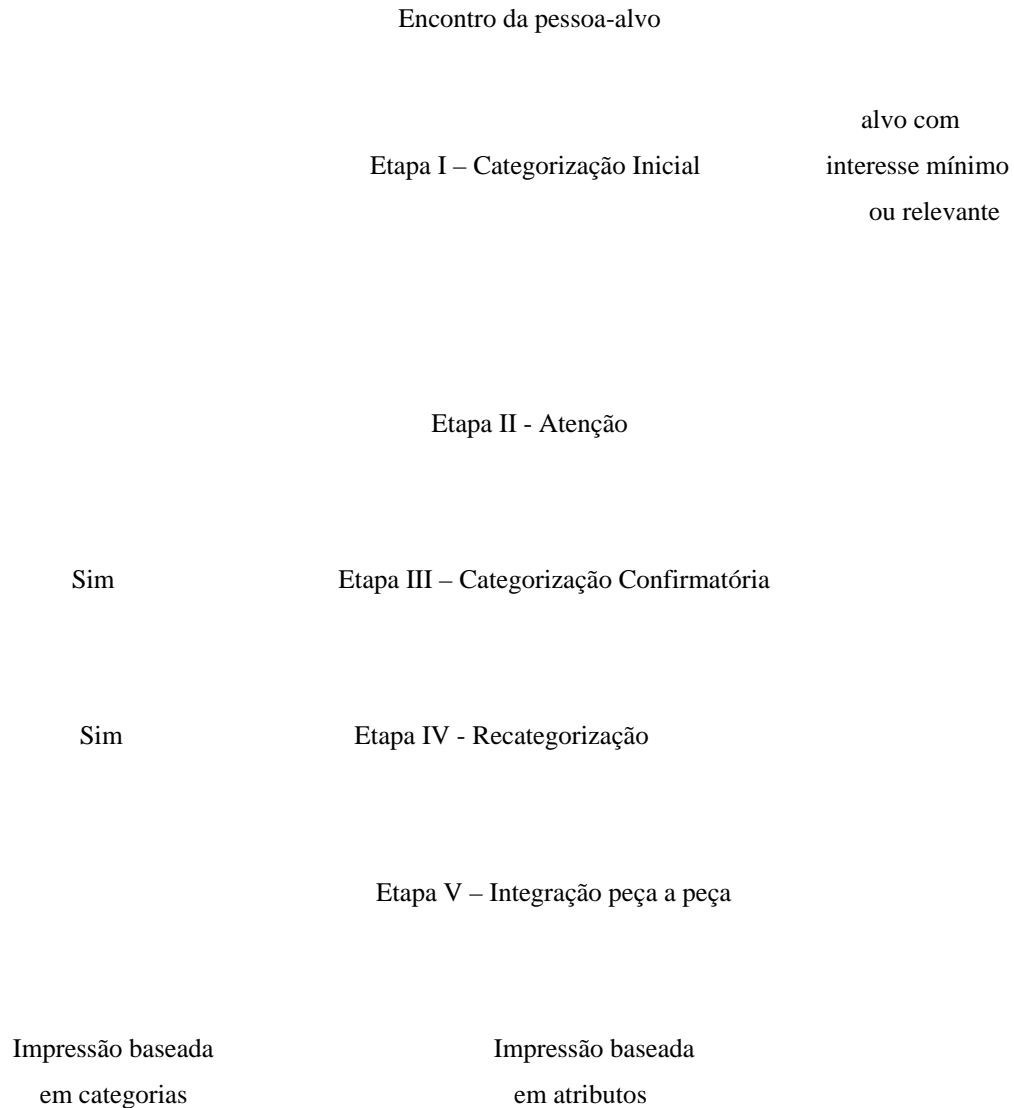 Encontro da pessoa-alvo
alvo com
Etapa I – Categorização Inicial interesse mínimo
ou relevante
Etapa II - Atenção
Sim Etapa III – Categorização Confirmatória
Sim Etapa IV - Recategorização
Etapa V – Integração peça a peça
Impressão baseada Impressão baseada
em categorias em atributos